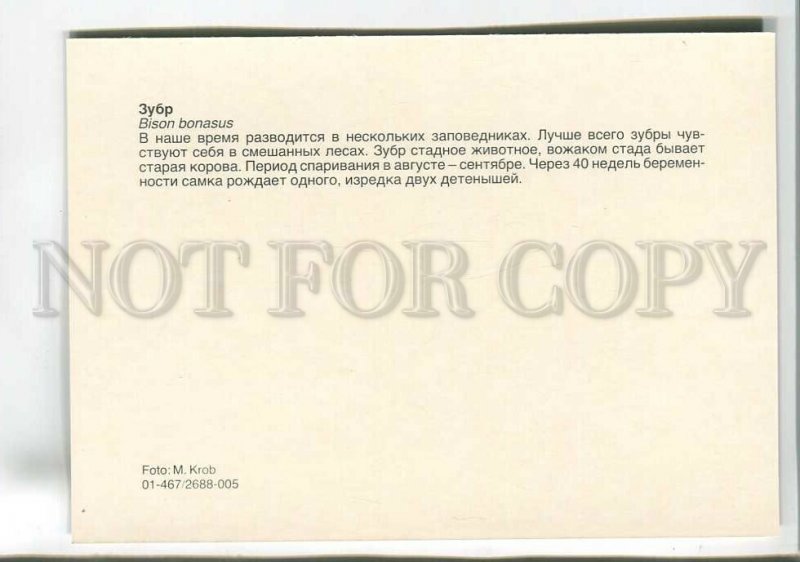 Зубр
Bison bonasus
В наше время разводится в нескольких заповедниках. Лучше всего зубры чув-
ствуют себя в смешанных лесах. Зубр стадное животное, вожаком стада бывает
старая корова. Период спаривания в августе – сентябре. Через 40 недель беремен-
ности самка рождает одного, изредка двух детенышей.
NOT FOR COPY
Foto: M. Krob
01-467/2688-005